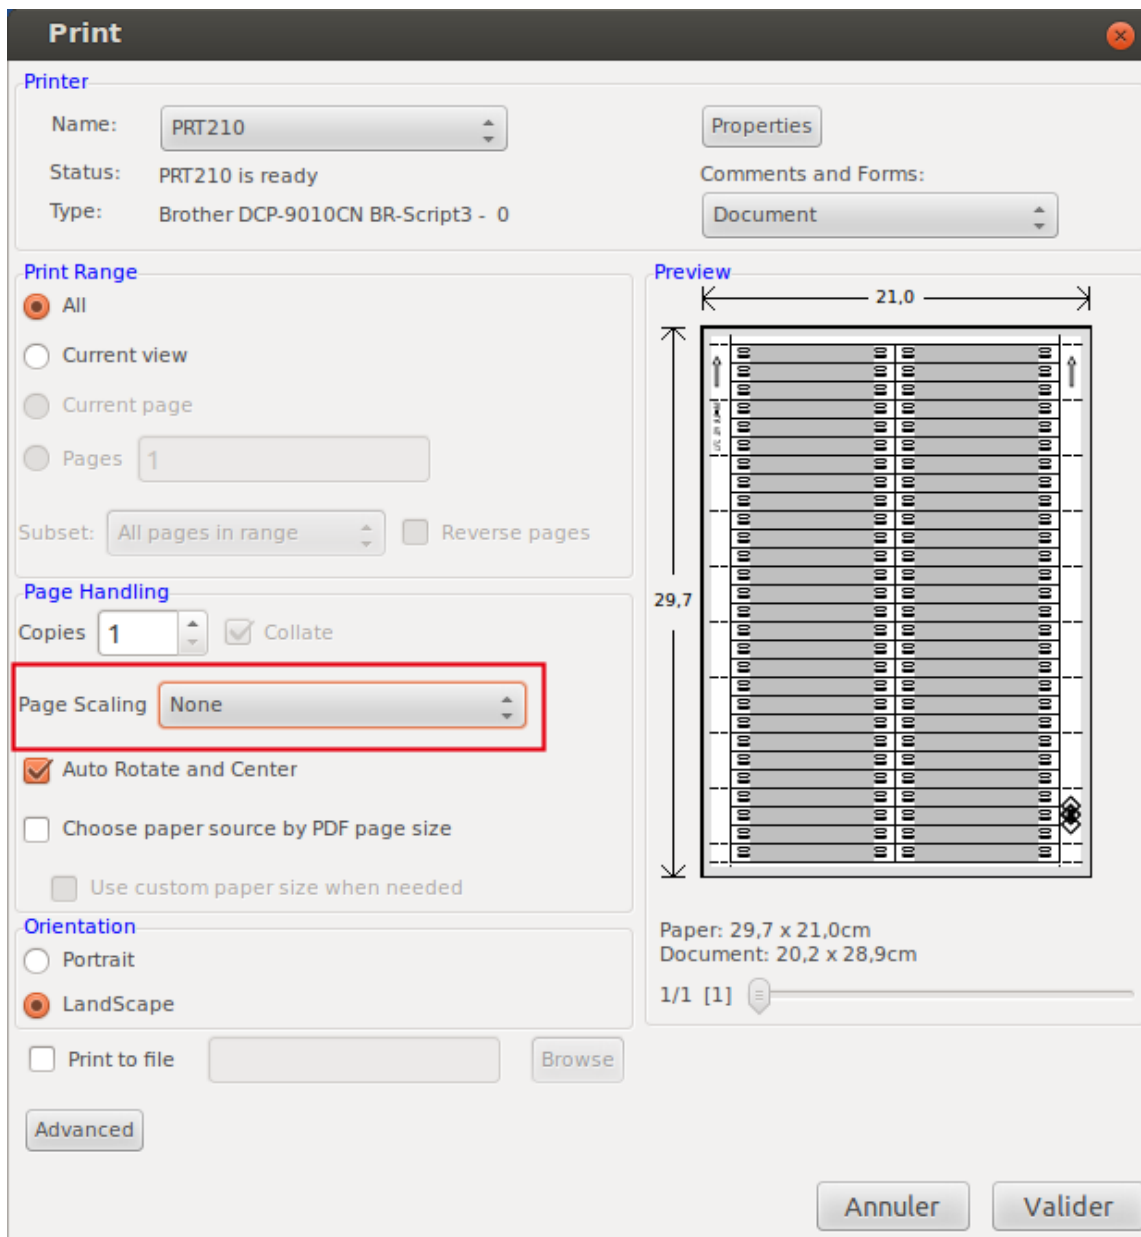 Print
Printer
Name: PRT210 Properties
Status: PRT210 is ready Comments and Forms:
Type: Brother DCP-9010CN BR-Script3 - 0 Document
Print Range
All
Current view
Current page
Pages 1
Subset: All pages in range Reverse pages
Page Handling
Copies 1 Collate
Page Scaling None
Auto Rotate and Center
Choose paper source by PDF page size
Use custom paper size when needed
Orientation
Portrait
LandScape
Print to file Browse
Advanced
Preview
21,0
29,7
Paper: 29,7 x 21,0cm
Document: 20,2 x 28,9cm
1/1 [1]
Annuler Valider